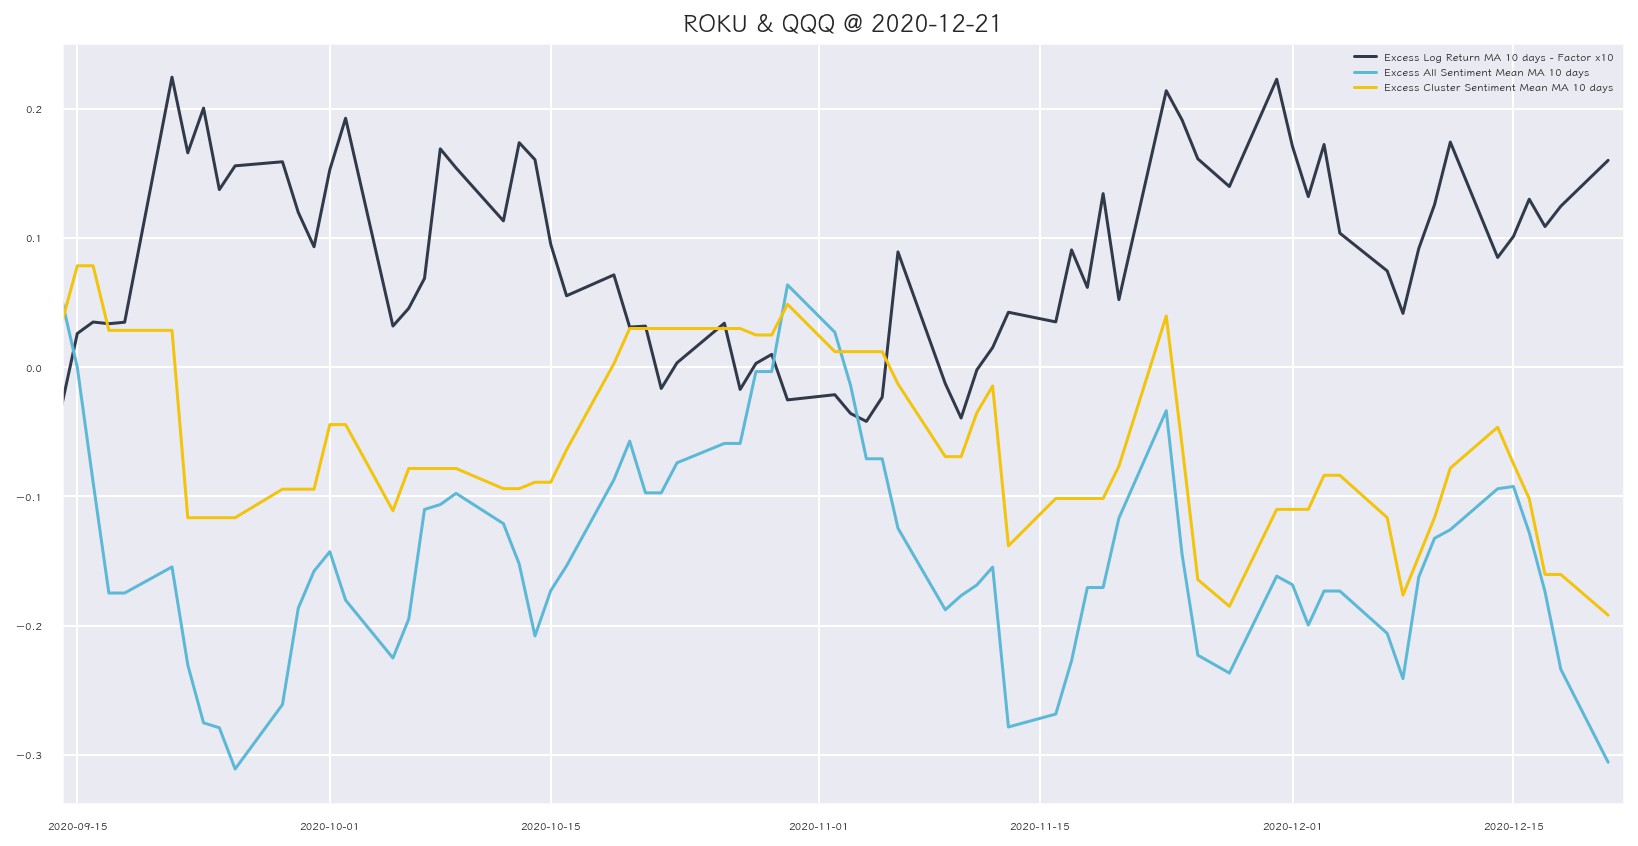 ROKU & QQQ @ 2020-12-21
Excess Log Return MA 10 days - Factor x10
Excess All Sentiment Mean MA 10 days
Excess Cluster Sentiment Mean MA 10 days
0.2
0.1
0.0
−0.1
−0.2
−0.3
2020-09-15 2020-10-01 2020-10-15 2020-11-01 2020-11-15 2020-12-01 2020-12-15